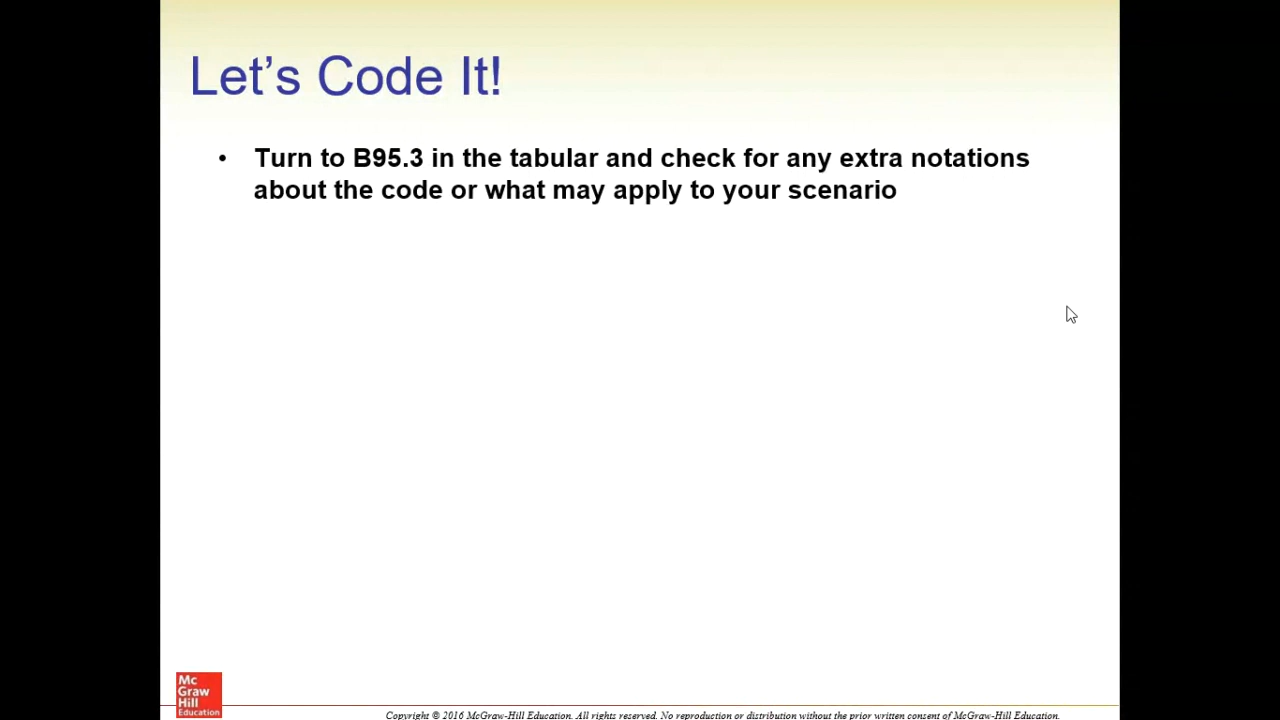 Let’s Code It!
• Turn to B95.3 in the tabular and check for any extra notations
about the code or what may apply to your scenario
Mc
Graw
Hill
Education
Copyright © 2016 McGraw-Hill Education. All rights reserved. No reproduction or distribution without the prior written consent of McGraw-Hill Education.